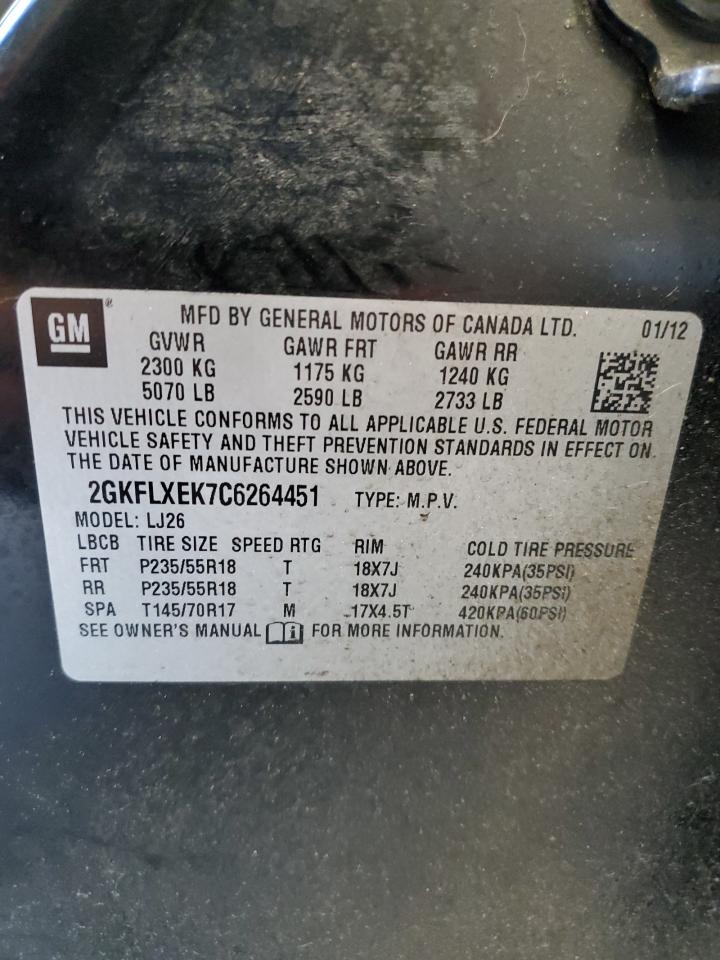 GM® MFD BY GENERAL MOTORS OF CANADA LTD. 01/12
GVWR GAWR FRT GAWR RR
2300 KG 1175 KG 1240 KG
5070 LB 2590 LB 2733 LB
THIS VEHICLE CONFORMS TO ALL APPLICABLE U.S. FEDERAL MOTOR
VEHICLE SAFETY AND THEFT PREVENTION STANDARDS IN EFFECT ON
THE DATE OF MANUFACTURE SHOWN ABOVE.
2GKFLXEK7C6264451 TYPE: M.P.V.
MODEL: LJ26
LBCB TIRE SIZE SPEED RTG RIM COLD TIRE PRESSURE
FRT P235/55R18 T 18X7J 240KPA(35PSI)
RR P235/55R18 T 18X7J 240KPA(35PSI)
SPA T145/70R17 M 17X4.5T 420KPA(60PSI)
SEE OWNER'S MANUAL FOR MORE INFORMATION.